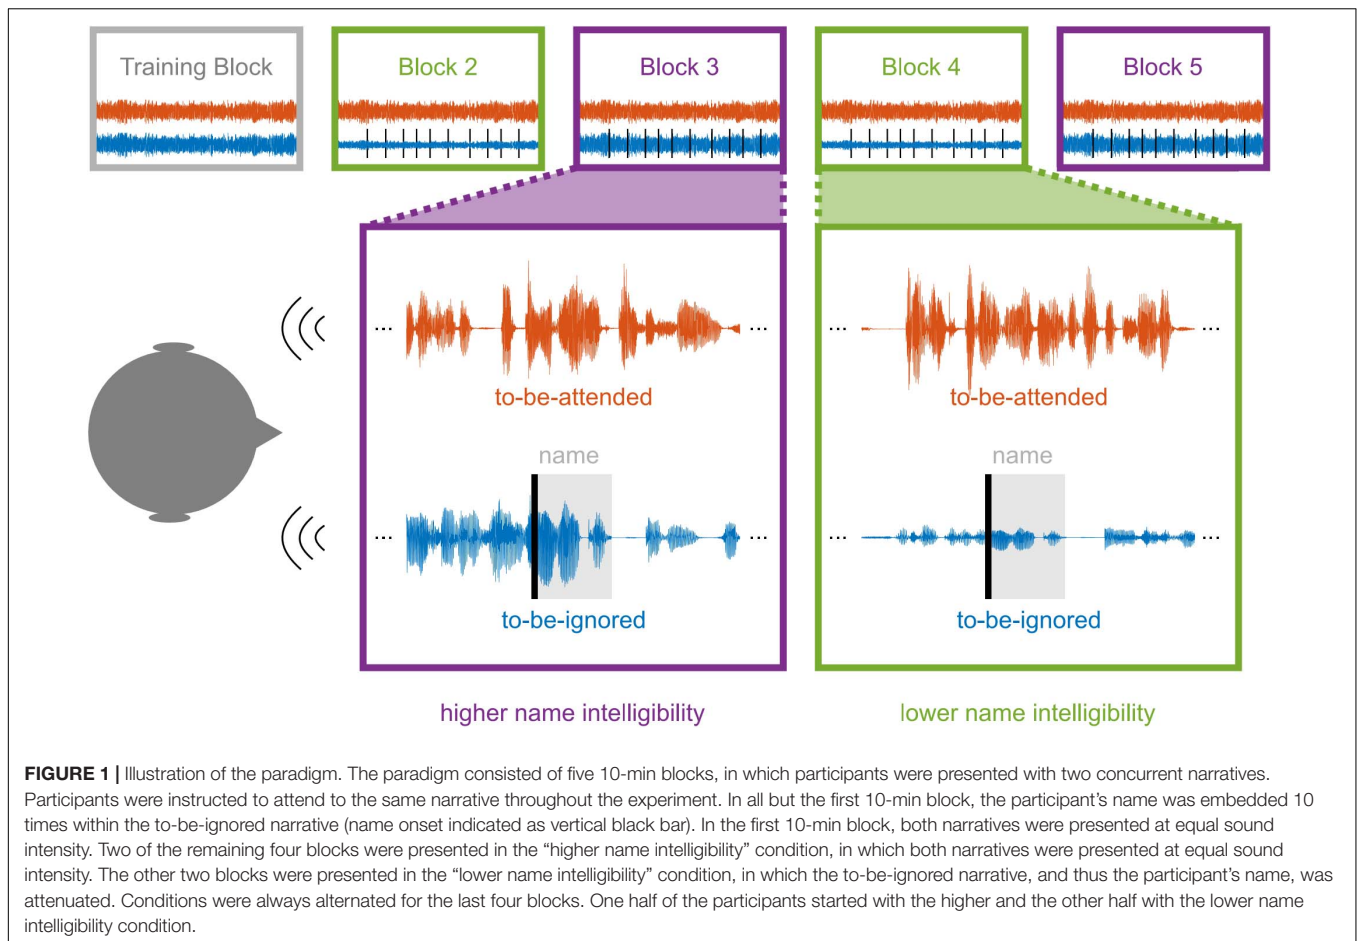 Training Block
Block 2
Block 3
Block 4
Block 5
... ...
to-be-attended
name
... ...
to-be-ignored
higher name intelligibility
... ...
to-be-attended
name
... ...
to-be-ignored
lower name intelligibility
FIGURE 1 | Illustration of the paradigm. The paradigm consisted of five 10-min blocks, in which participants were presented with two concurrent narratives.
Participants were instructed to attend to the same narrative throughout the experiment. In all but the first 10-min block, the participant's name was embedded 10
times within the to-be-ignored narrative (name onset indicated as vertical black bar). In the first 10-min block, both narratives were presented at equal sound
intensity. Two of the remaining four blocks were presented in the “higher name intelligibility” condition, in which both narratives were presented at equal sound
intensity. The other two blocks were presented in the “lower name intelligibility” condition, in which the to-be-ignored narrative, and thus the participant's name, was
attenuated. Conditions were always alternated for the last four blocks. One half of the participants started with the higher and the other half with the lower name
intelligibility condition.